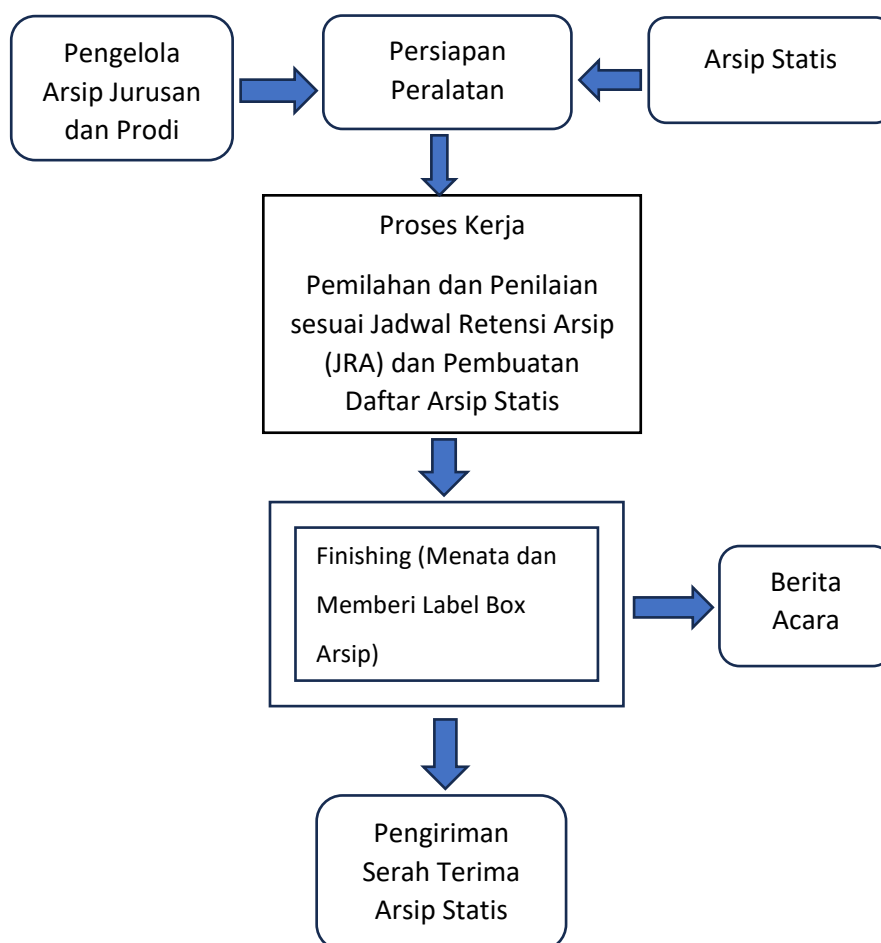 Pengelola
Arsip Jurusan
dan Prodi
Persiapan
Peralatan
Arsip Statis
Proses Kerja
Pemilahan dan Penilaian
sesuai Jadwal Retensi Arsip
(JRA) dan Pembuatan
Daftar Arsip Statis
Finishing (Menata dan
Memberi Label Box
Arsip)
Berita
Acara
Pengiriman
Serah Terima
Arsip Statis